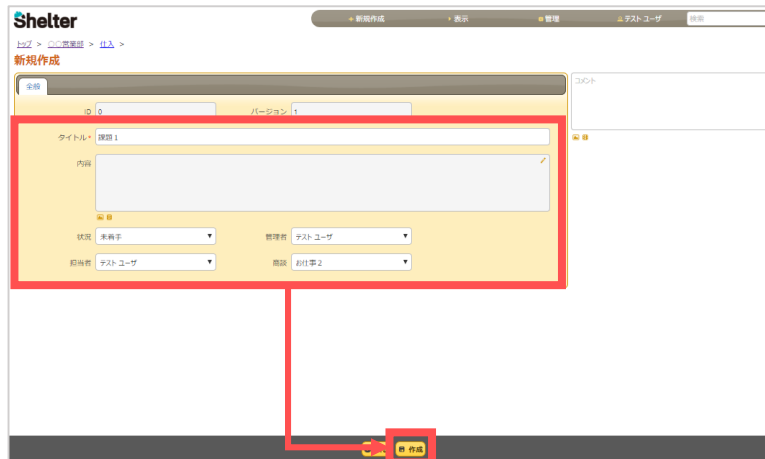 Shelter
新規作成 表示 管理 テスト ユーザ 検索
トップ > 〇〇営業部 > 仕入 >
新規作成
全般
コメント
ID 0 バージョン 1
タイトル* 課題1
内容
状況 未着手 ▼ 管理者 テスト ユーザ ▼
担当者 テスト ユーザ ▼ 商談 お仕事2 ▼
作成